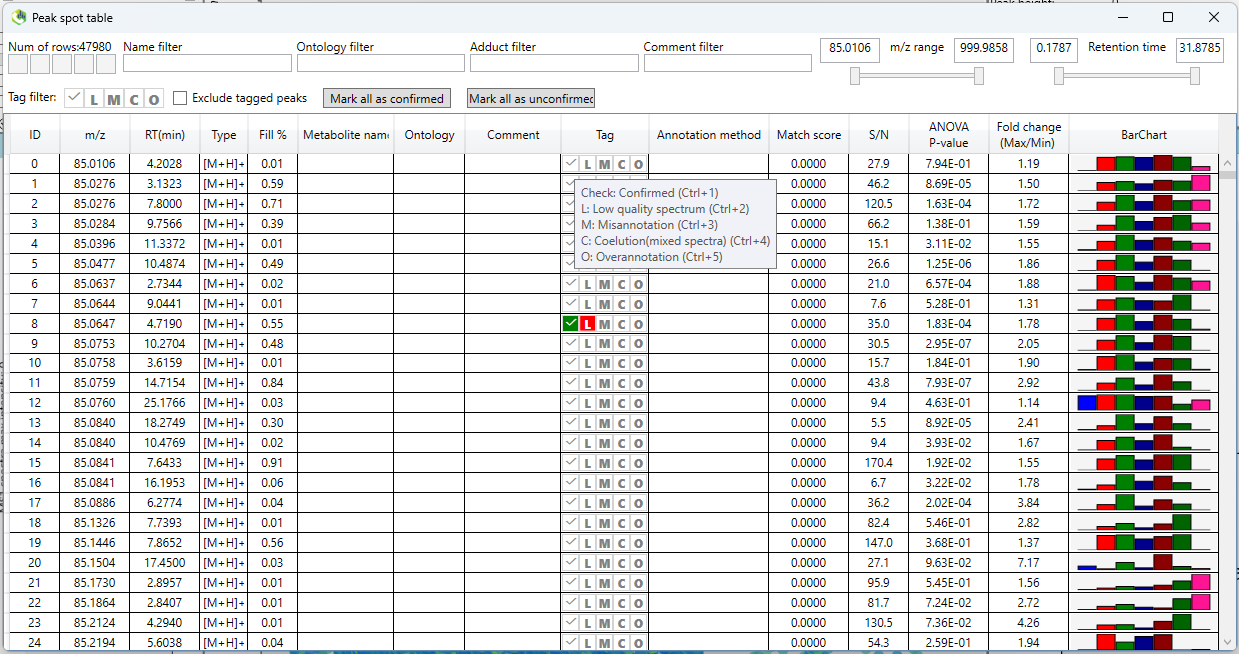 Peak spot table
Num of rows:47980 Name filter Ontology filter Adduct filter Comment filter 85.0106 m/z range 999.9858 0.1787 Retention time 31.8785
Tag filter: L M C O Exclude tagged peaks Mark all as confirmed Mark all as unconfirmed
ID m/z RT(min) Type Fill % Metabolite name Ontology Comment Tag Annotation method Match score S/N ANOVA P-value Fold change (Max/Min) BarChart
0 85.0106 4.2028 [M+H]+ 0.01 L M C O 0.0000 27.9 7.94E-01 1.19
1 85.0276 3.1323 [M+H]+ 0.59 0.0000 46.2 8.69E-05 1.50
2 85.0276 7.8000 [M+H]+ 0.71 0.0000 120.5 1.63E-04 1.72
3 85.0284 9.7566 [M+H]+ 0.39 0.0000 66.2 1.38E-01 1.59
4 85.0396 11.3372 [M+H]+ 0.01 0.0000 15.1 3.11E-02 1.55
5 85.0477 10.4874 [M+H]+ 0.49 0.0000 26.6 1.25E-06 1.86
Check: Confirmed (Ctrl+1)
L: Low quality spectrum (Ctrl+2)
M: Misannotation (Ctrl+3)
C: Coelution(mixed spectra) (Ctrl+4)
O: Overannotation (Ctrl+5)
6 85.0637 2.7344 [M+H]+ 0.02 L M C O 0.0000 21.0 6.57E-04 1.88
7 85.0644 9.0441 [M+H]+ 0.01 L M C O 0.0000 7.6 5.28E-01 1.31
8 85.0647 4.7190 [M+H]+ 0.55 L M C O 0.0000 35.0 1.83E-04 1.78
9 85.0753 10.2704 [M+H]+ 0.48 L M C O 0.0000 30.5 2.95E-07 2.05
10 85.0758 3.6159 [M+H]+ 0.01 L M C O 0.0000 15.7 1.84E-01 1.90
11 85.0759 14.7154 [M+H]+ 0.84 L M C O 0.0000 43.8 7.93E-07 2.92
12 85.0760 25.1766 [M+H]+ 0.03 L M C O 0.0000 9.4 4.63E-01 1.14
13 85.0840 18.2749 [M+H]+ 0.30 L M C O 0.0000 5.5 8.92E-05 2.41
14 85.0840 10.4769 [M+H]+ 0.02 L M C O 0.0000 9.4 3.93E-02 1.67
15 85.0841 7.6433 [M+H]+ 0.91 L M C O 0.0000 170.4 1.92E-02 1.55
16 85.0841 16.1953 [M+H]+ 0.06 L M C O 0.0000 6.7 3.22E-02 1.78
17 85.0886 6.2774 [M+H]+ 0.04 L M C O 0.0000 36.2 2.02E-04 3.84
18 85.1326 7.7393 [M+H]+ 0.01 L M C O 0.0000 82.4 5.46E-01 2.82
19 85.1446 7.8652 [M+H]+ 0.56 L M C O 0.0000 147.0 3.68E-01 1.37
20 85.1504 17.4500 [M+H]+ 0.03 L M C O 0.0000 27.1 9.63E-02 7.17
21 85.1730 2.8957 [M+H]+ 0.01 L M C O 0.0000 95.9 5.45E-01 1.56
22 85.1864 2.8407 [M+H]+ 0.01 L M C O 0.0000 81.7 7.24E-02 2.72
23 85.2124 4.2940 [M+H]+ 0.01 L M C O 0.0000 130.5 7.36E-02 4.26
24 85.2194 5.6038 [M+H]+ 0.04 L M C O 0.0000 54.3 2.59E-01 1.94